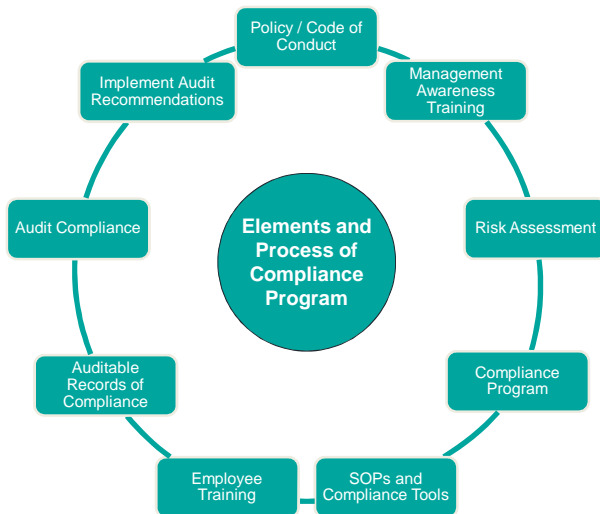 Policy / Code of
Conduct
Management
Awareness
Training
Risk Assessment
Compliance
Program
SOPs and
Compliance Tools
Employee
Training
Auditable
Records of
Compliance
Audit Compliance
Implement Audit
Recommendations
Elements and
Process of
Compliance
Program